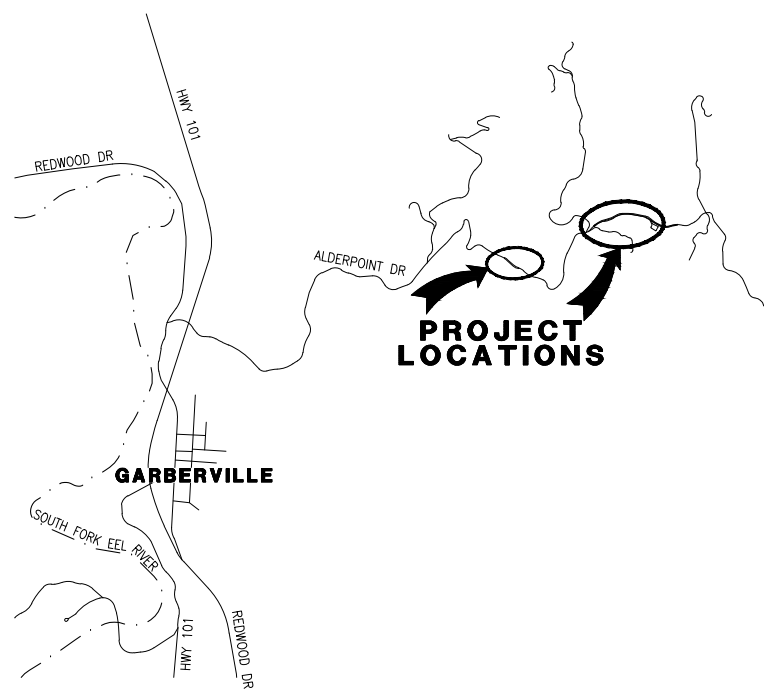 HWY 101
REDWOOD DR
ALDERPOINT DR
PROJECT
LOCATIONS
GARBERVILLE
SOUTH FORK EEL RIVER
HWY 101
REDWOOD DR